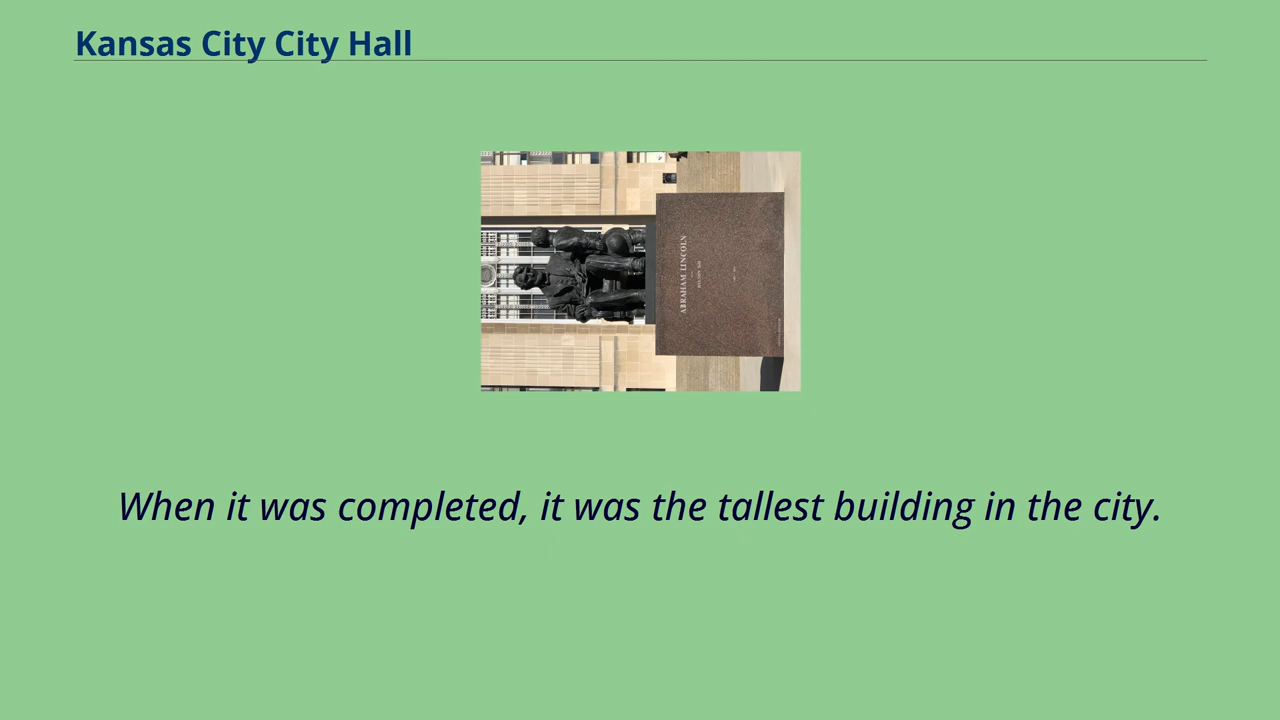 Kansas City City Hall
ABRAHAM LINCOLN
When it was completed, it was the tallest building in the city.